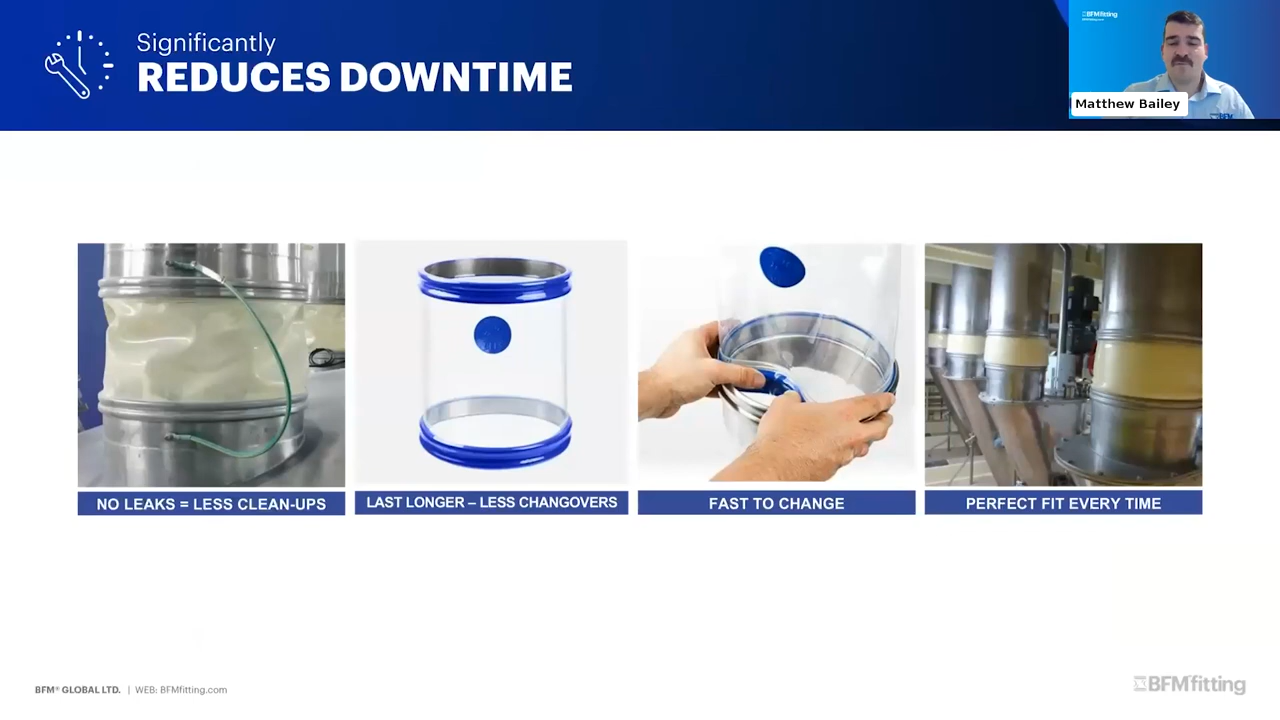 Significantly
REDUCES DOWNTIME
BFMfitting
Matthew Bailey
NO LEAKS = LESS CLEAN-UPS
LAST LONGER – LESS CHANGOVERS
FAST TO CHANGE
PERFECT FIT EVERY TIME
BFM® GLOBAL LTD. | WEB: BFMfitting.com
BFMfitting